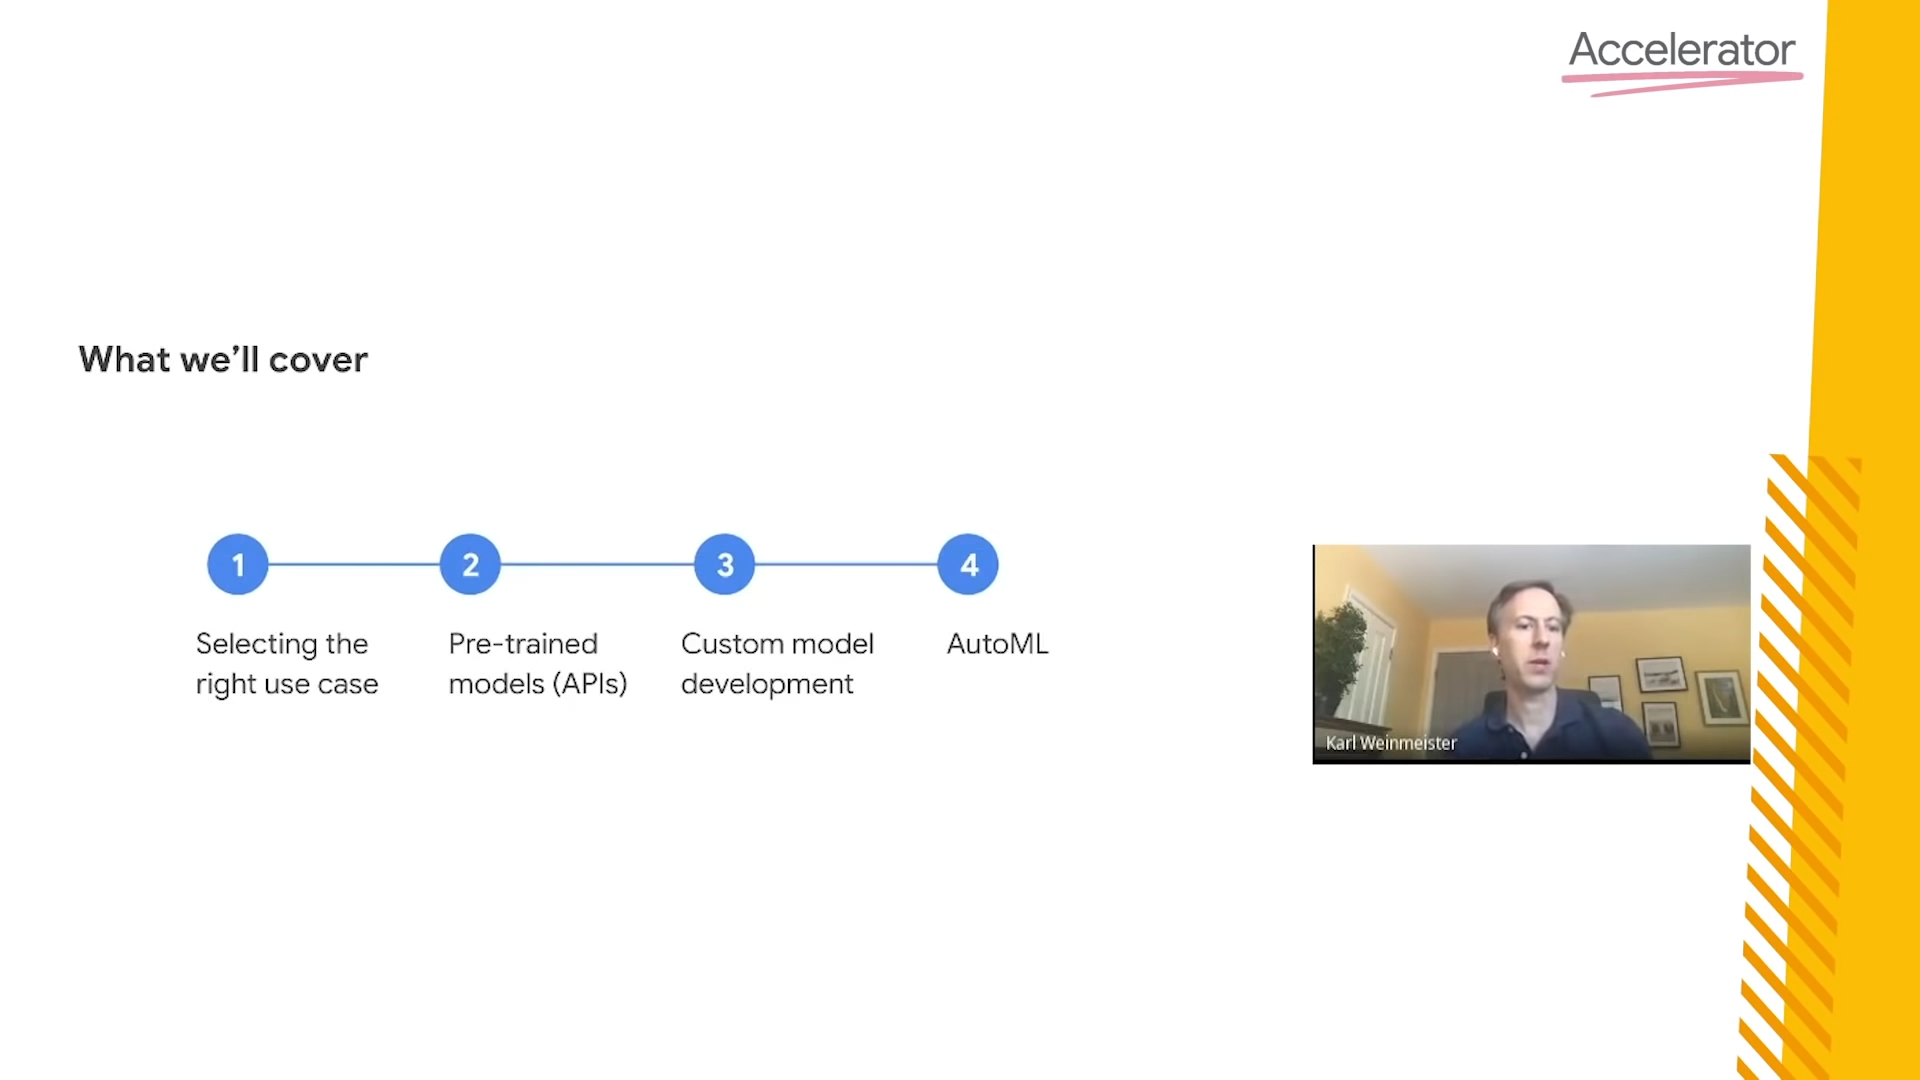 Accelerator
What we'll cover
1
2
3
4
Selecting the
right use case
Pre-trained
models (APIs)
Custom model
development
AutoML
Karl Weinmeister